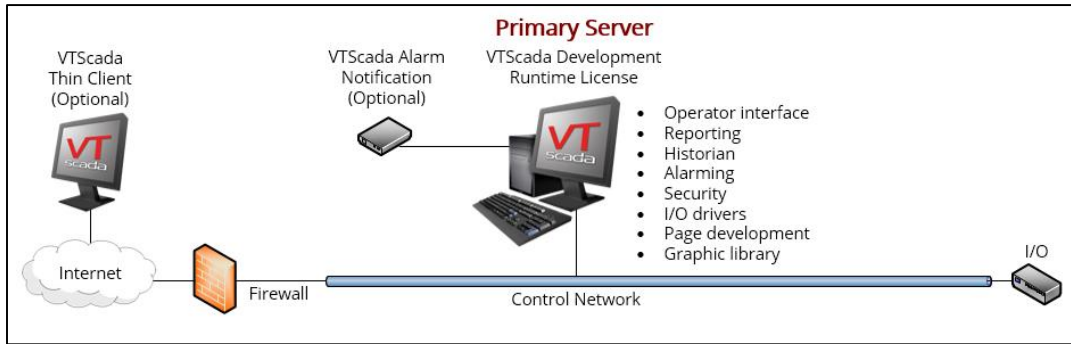 Primary Server
VTScada
Thin Client
(Optional)
VT
scada
VTScada Alarm
Notification
(Optional)
VTScada Development
Runtime License
VT
scada
• Operator interface
• Reporting
• Historian
• Alarming
• Security
• I/O drivers
• Page development
• Graphic library
Internet
Firewall
Control Network
I/O